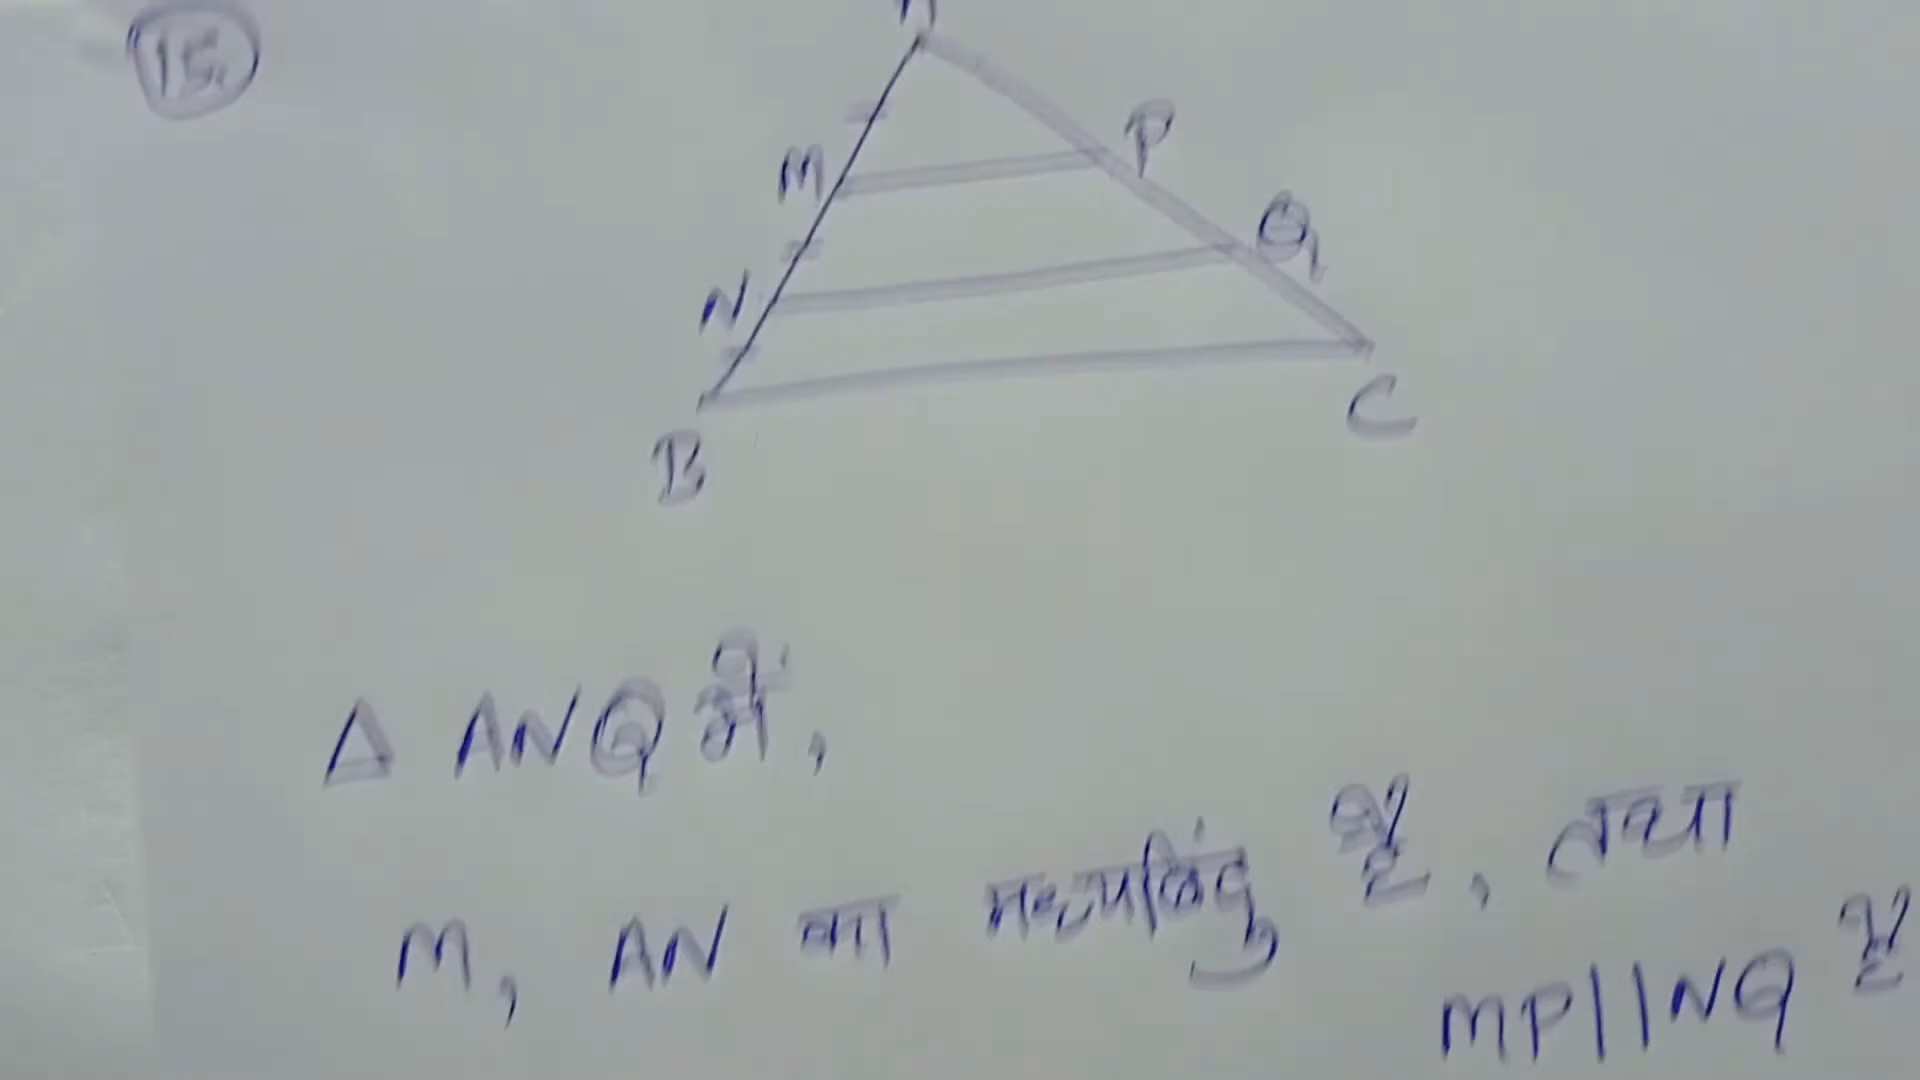 15.
A
M
P
N
Q
B
C
Δ ANQ में,
M, AN का मध्यबिंदु है, तथा
MP||NQ है